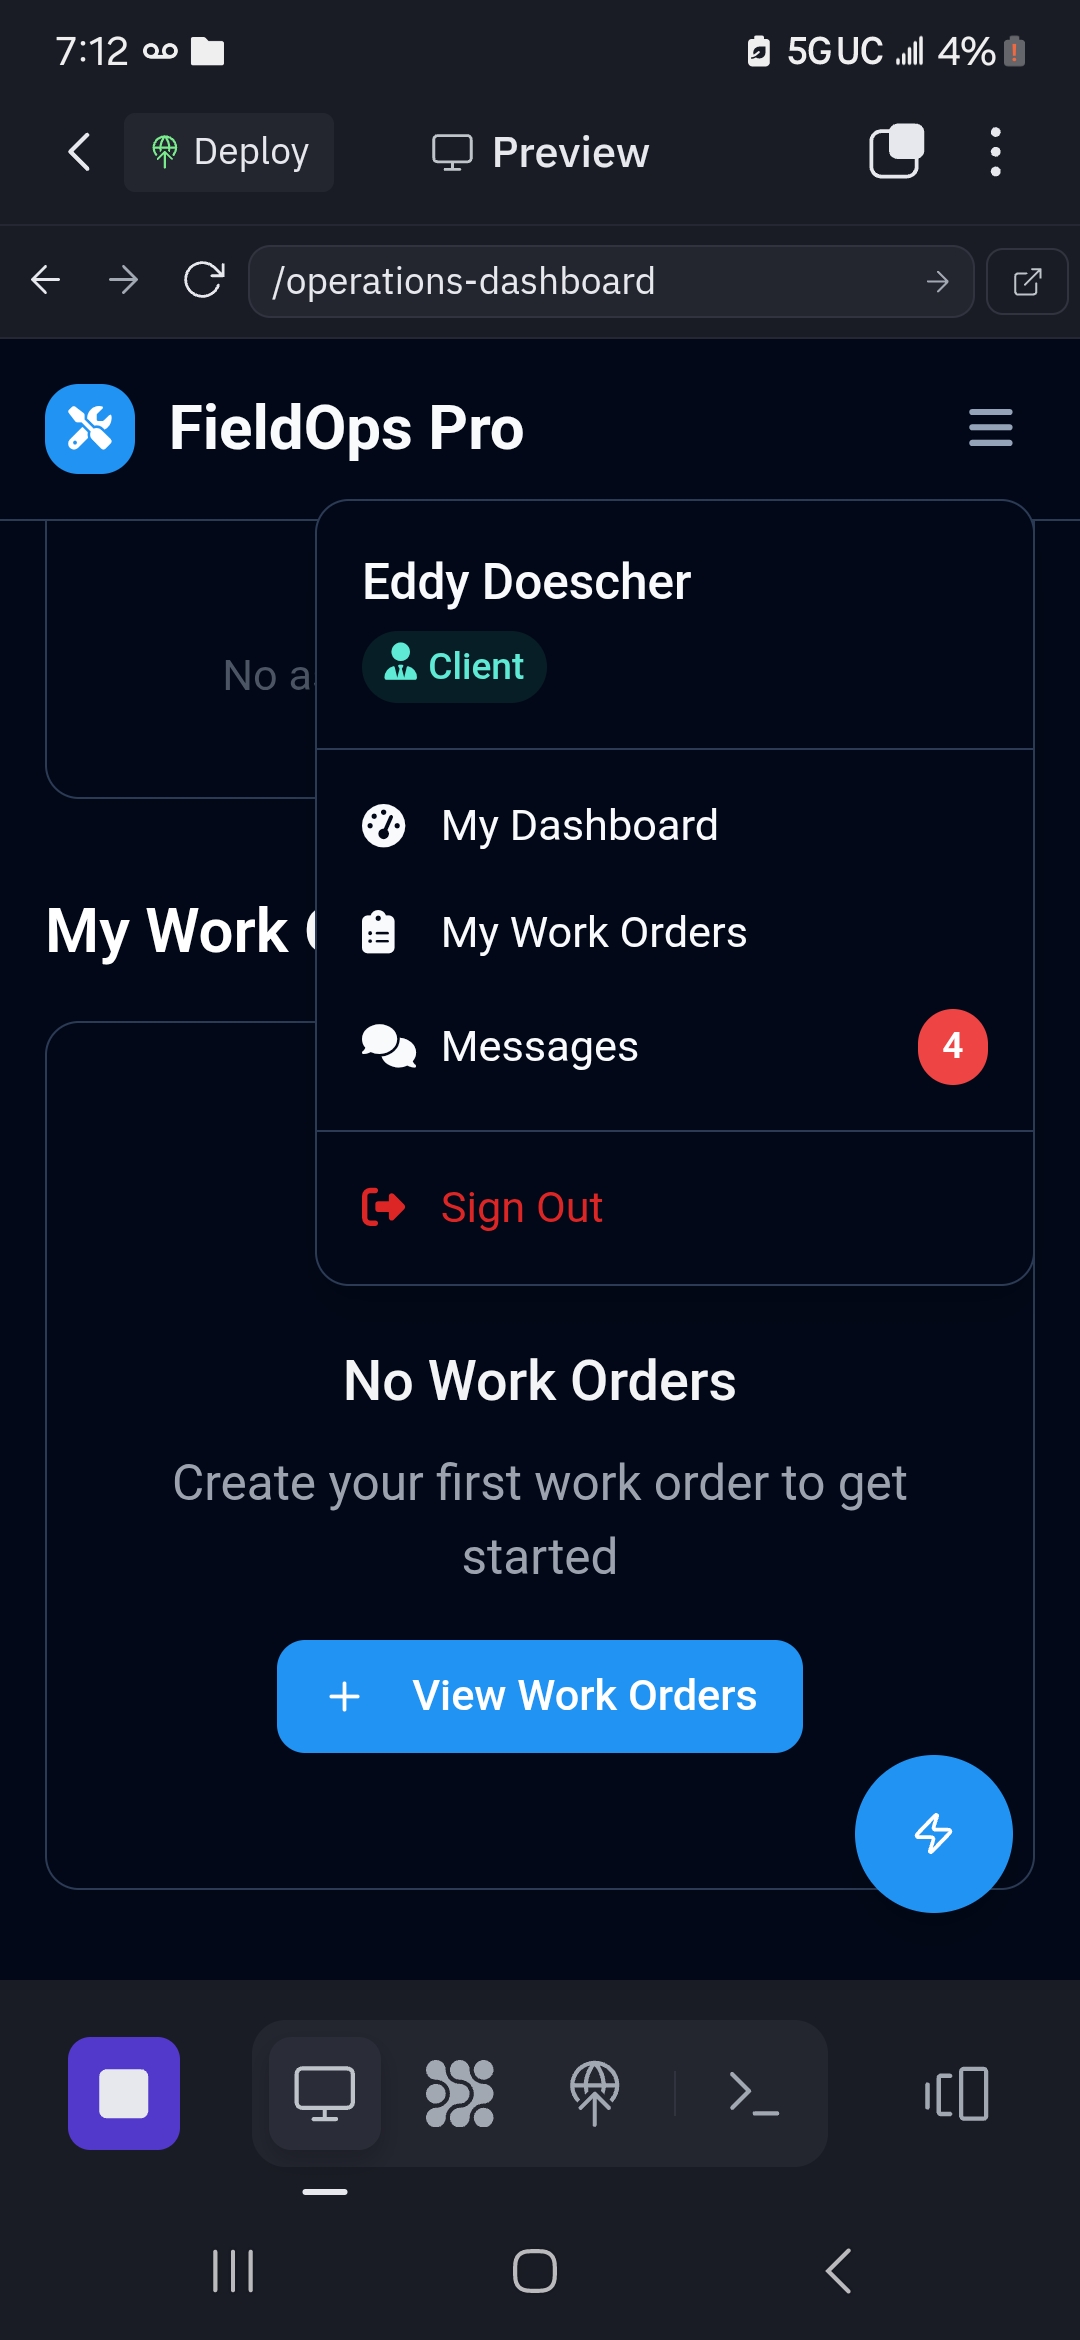 7:12
5G UC 4%
Deploy
Preview
/operations-dashboard
FieldOps Pro
Eddy Doescher
Client
No a
My Dashboard
My Work
My Work Orders
Messages 4
Sign Out
No Work Orders
Create your first work order to get
started
View Work Orders